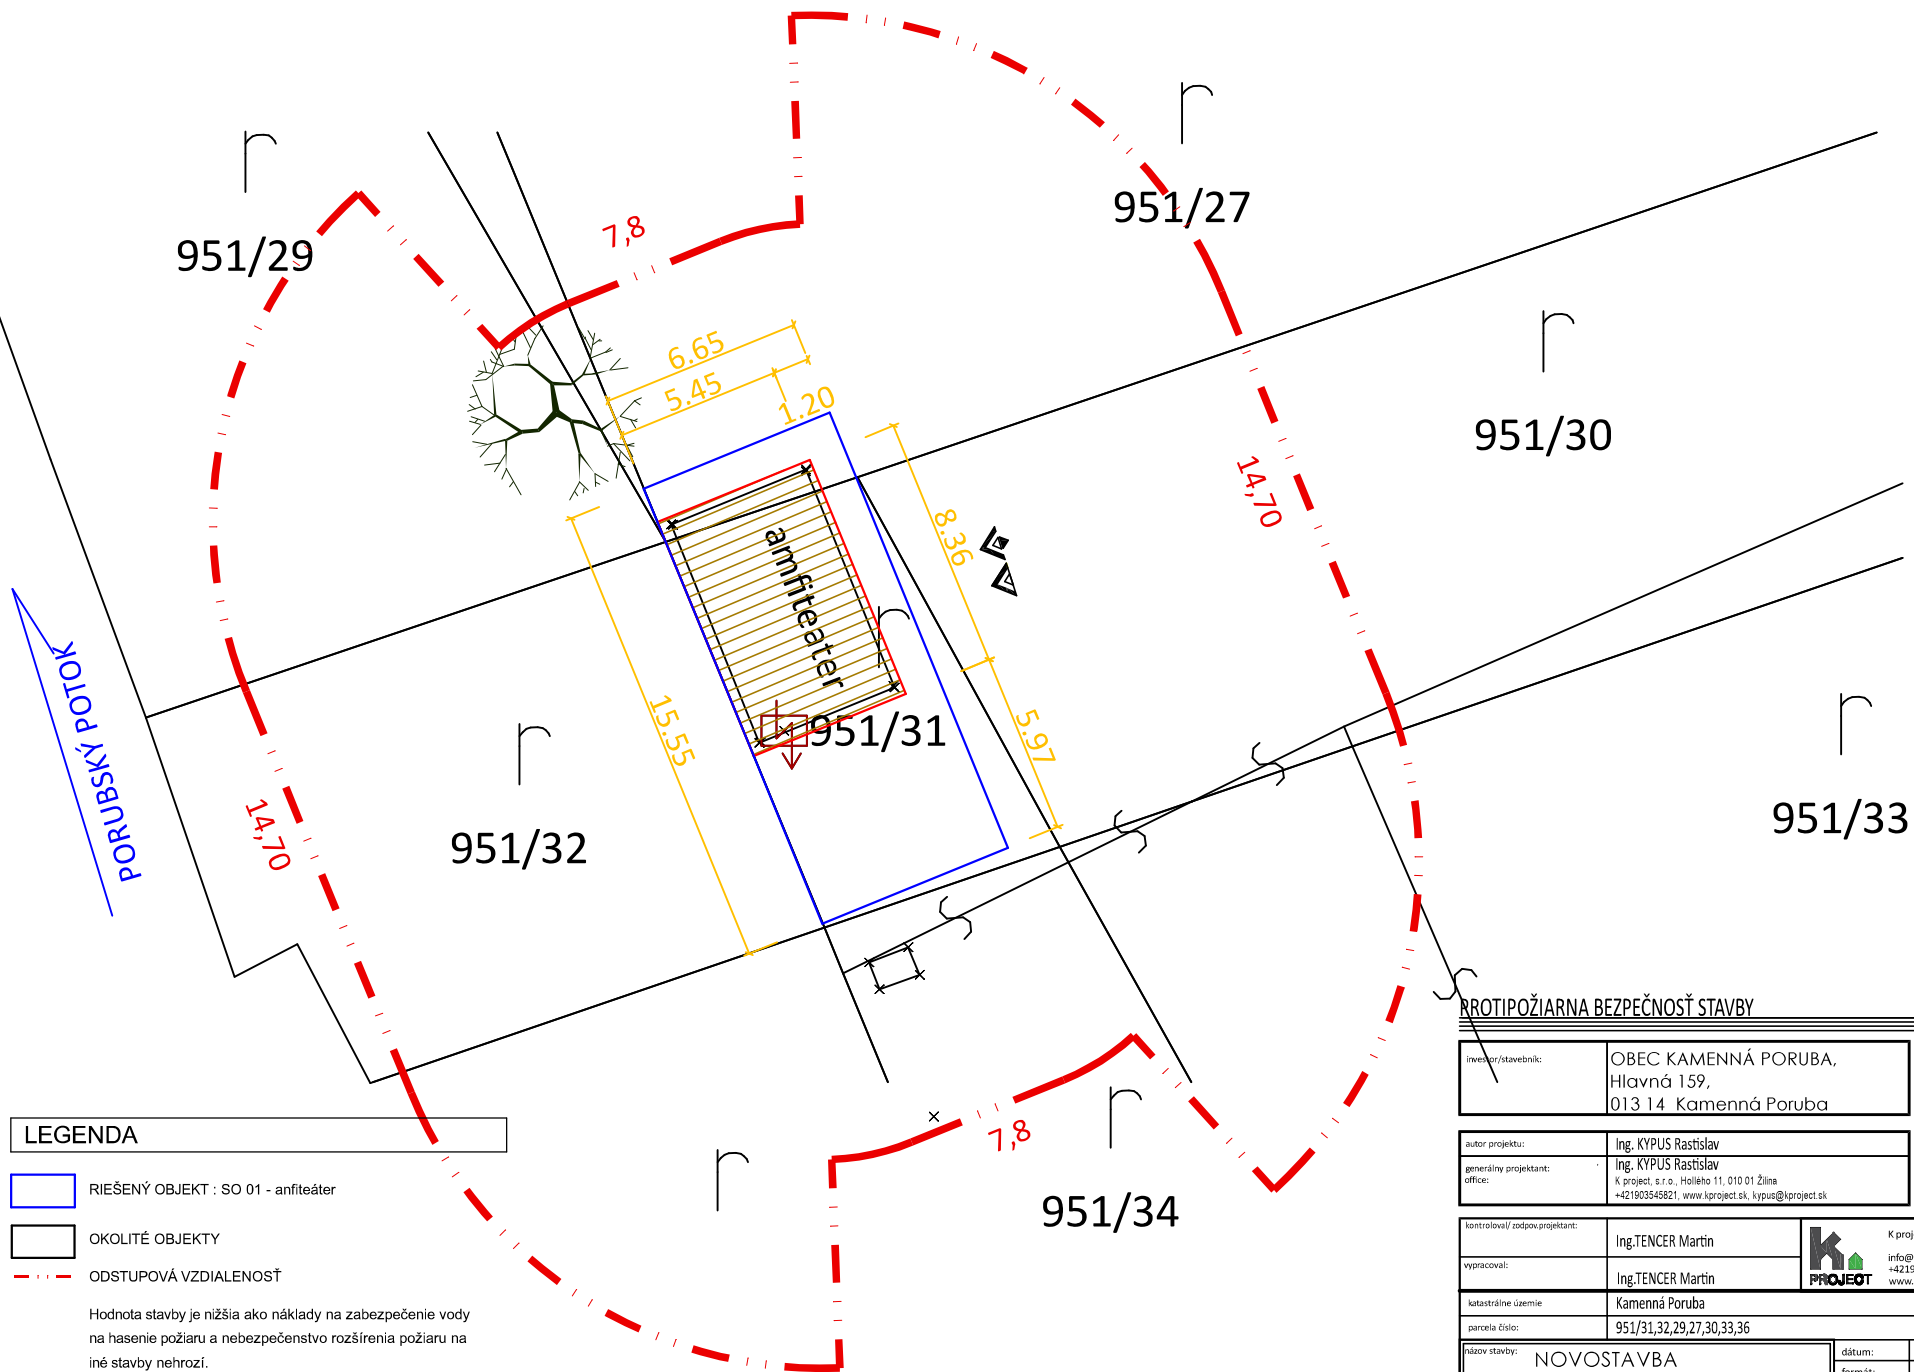 r
r
951/27
7,8
951/29
r
6.65
5.45
1.20
951/30
14,70
8.36
amfiteater
r
PORUBSKÝ POTOK
15.55
951/31
5.97
r
r
14,70
951/32
951/33
PROTIPOŽIARNA BEZPEČNOSŤ STAVBY
investor/stavebník:
OBEC KAMENNÁ PORUBA,
Hlavná 159,
013 14 Kamenná Poruba
r
7,8
r
951/34
autor projektu:
Ing. KYPUS Rastislav
generálny projektant:
office:
Ing. KYPUS Rastislav
K project, s.r.o., Hollého 11, 010 01 Žilina
+421903545821, www.kproject.sk, kypus@kproject.sk
kontroloval/ zodpov.projektant:
Ing.TENCER Martin
vypracoval:
Ing.TENCER Martin
K.
PROJECT
K proj
info@
+4219
www.
katastrálne územie
Kamenná Poruba
parcela číslo:
951/31,32,29,27,30,33,36
názov stavby:
NOVOSTAVBA
dátum:
formát:
LEGENDA
RIEŠENÝ OBJEKT : SO 01 - anfiteáter
OKOLITÉ OBJEKTY
ODSTUPOVÁ VZDIALENOSŤ
Hodnota stavby je nižšia ako náklady na zabezpečenie vody
na hasenie požiaru a nebezpečenstvo rozšírenia požiaru na
iné stavby nehrozí.